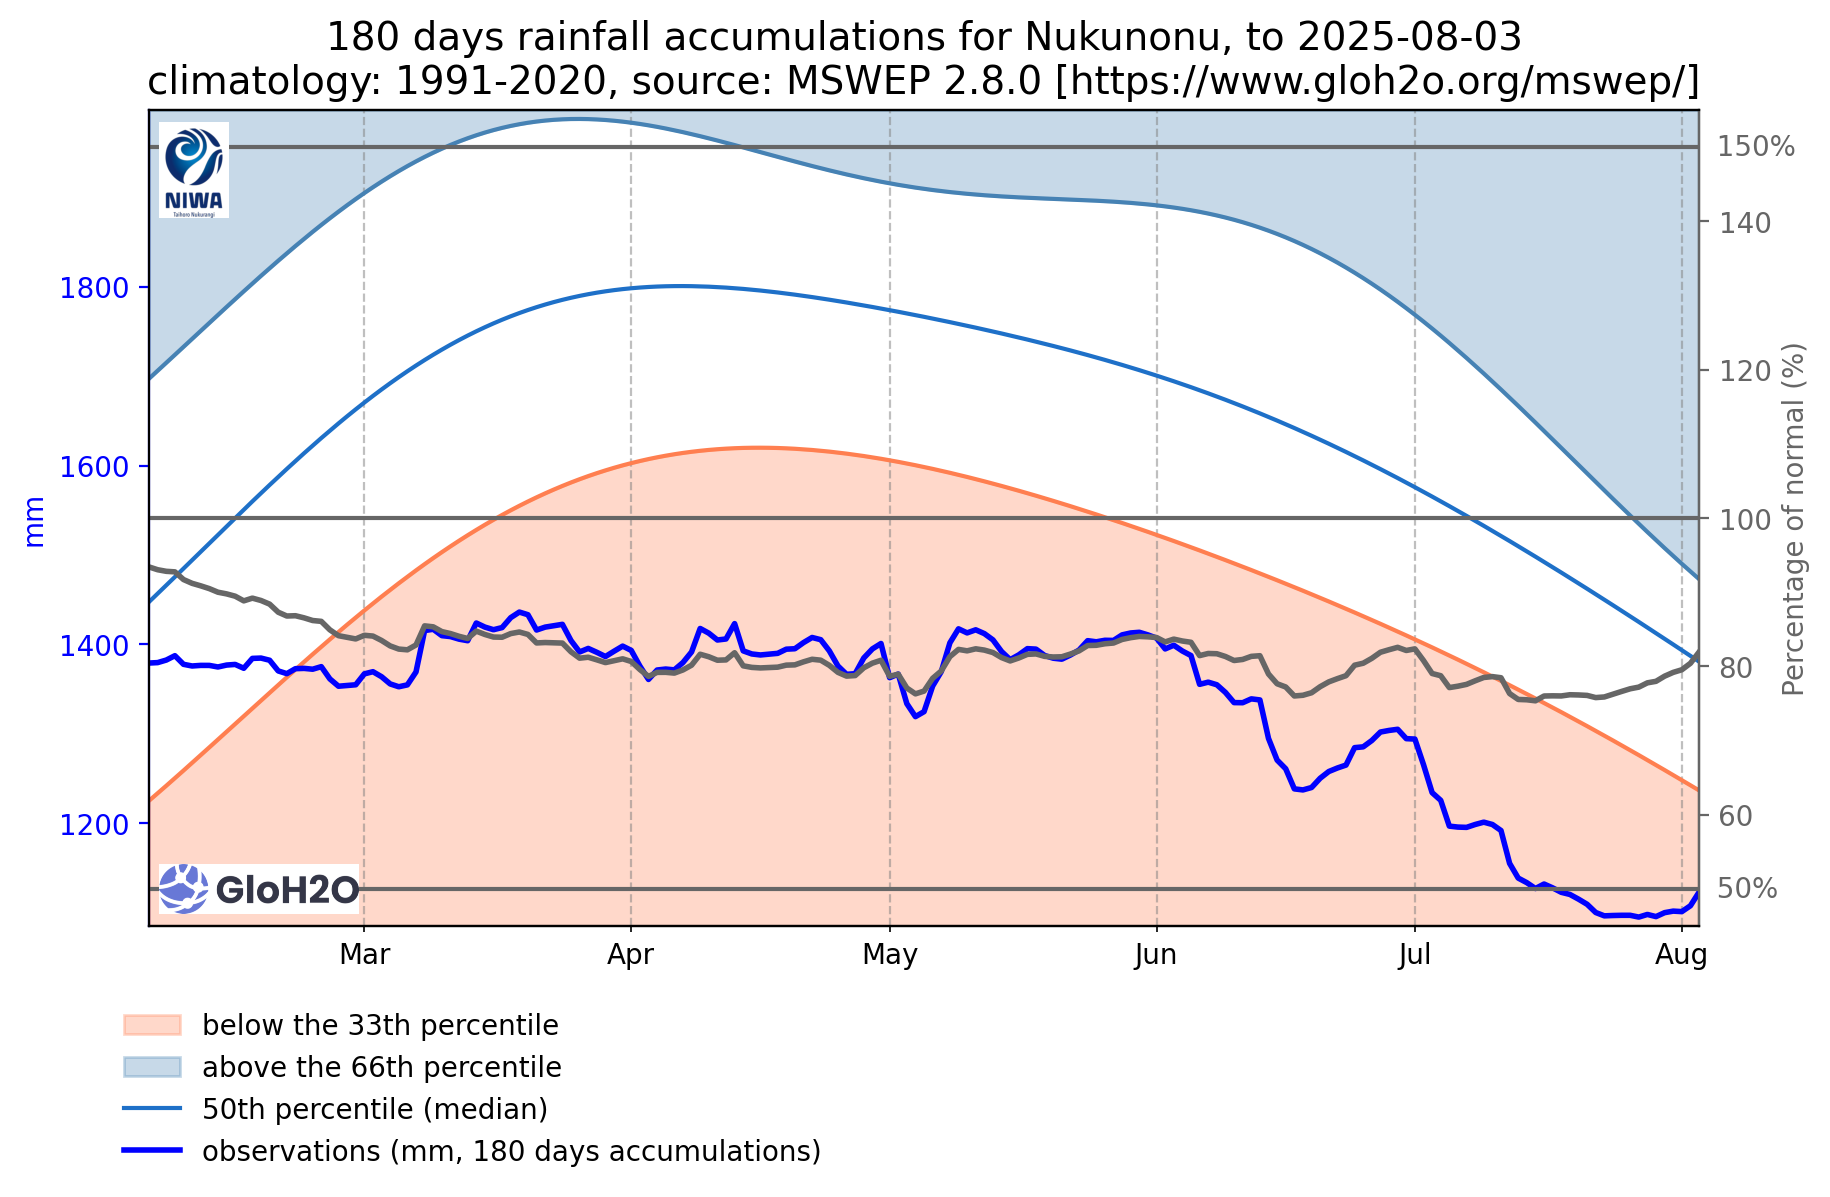 180 days rainfall accumulations for Nukunonu, to 2025-08-03
climatology: 1991-2020, source: MSWEP 2.8.0 [https://www.gloh2o.org/mswep/]
NIWA
Taihoro Nukurangi
150%
140
1800
120
1600
Percentage of normal (%)
mm
100
1400
80
1200
60
GloH2O
50%
Mar
Apr
May
Jun
Jul
Aug
below the 33th percentile
above the 66th percentile
50th percentile (median)
observations (mm, 180 days accumulations)